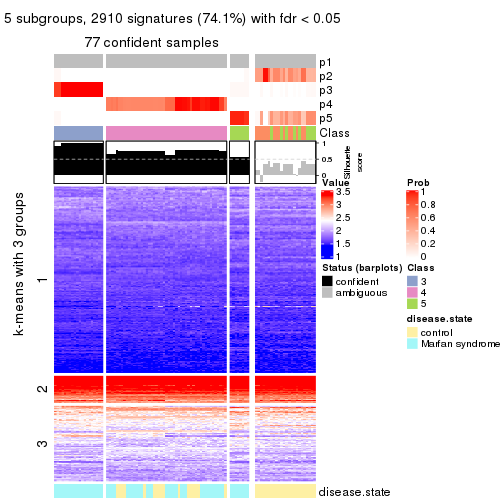 5 subgroups, 2910 signatures (74.1%) with fdr < 0.05
77 confident samples
p1
p2
p3
p4
p5
Class
1
0.5
0
Silhouette
score
k-means with 3 groups
1
2
3
disease.state
Value
3.5
3
2.5
2
1.5
1
Prob
1
0.8
0.6
0.4
0.2
0
Status (barplots)
confident
ambiguous
Class
3
4
5
disease.state
control
Marfan syndrome